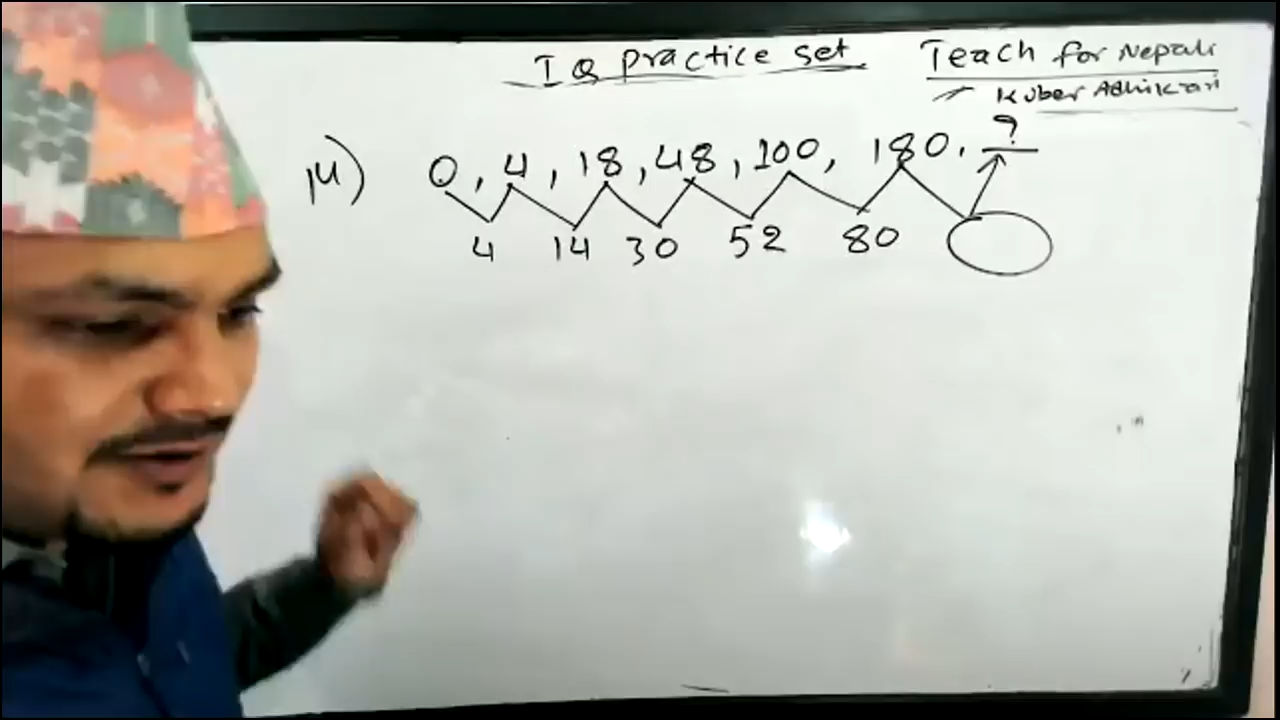 IQ practice set
Teach for Nepali
Kuber Adhikari
14) 0, 4, 18, 48, 100, 180, ?
4 14 30 52 80